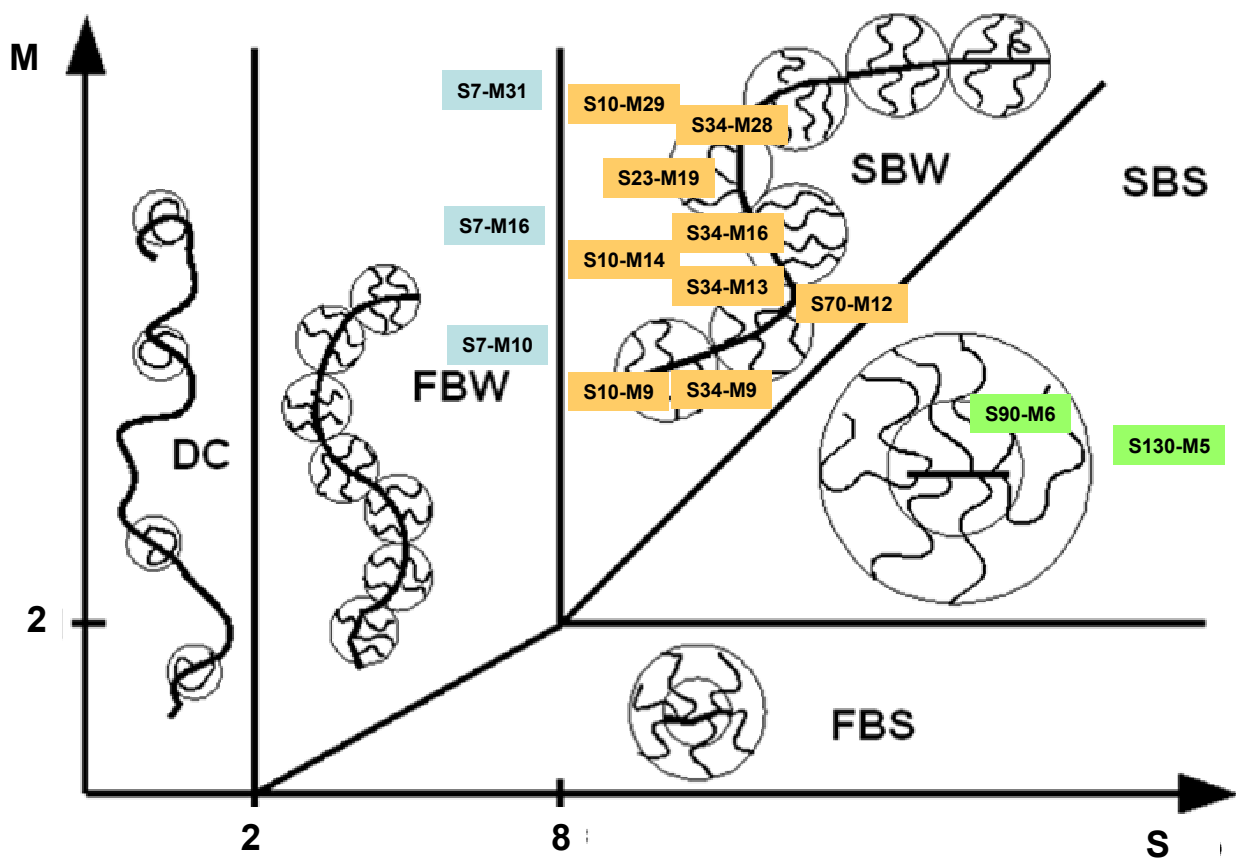 M
S7-M31
S10-M29
S34-M28
S23-M19
SBW
SBS
S7-M16
S34-M16
S10-M14
S34-M13
S70-M12
S7-M10
FBW
S10-M9
S34-M9
S90-M6
S130-M5
DC
2
FBS
2
8
S